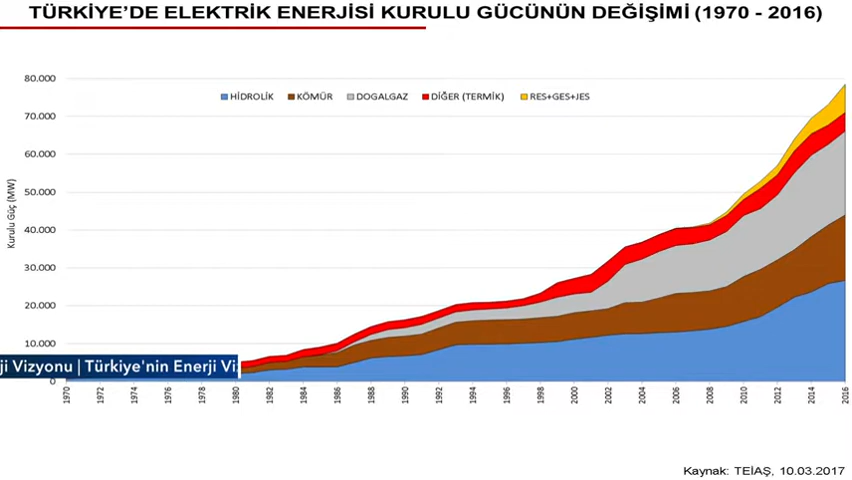 TÜRKİYE'DE ELEKTRİK ENERJİSİ KURULU GÜCÜNÜN DEĞİŞİMİ (1970 - 2016)
80.000
HİDROLİK KÖMÜR DOGALGAZ DİĞER (TERMİK) RES+GES+JES
70.000
60.000
50.000
Kurulu Güç (MW)
40.000
30.000
20.000
10.000
ji Vizyonu | Türkiye'nin Enerji Viz
0
1970 1972 1974 1976 1978 1980 1982 1984 1986 1988 1990 1992 1994 1996 1998 2000 2002 2004 2006 2008 2010 2012 2014 2016
Kaynak: TEİAŞ, 10.03.2017